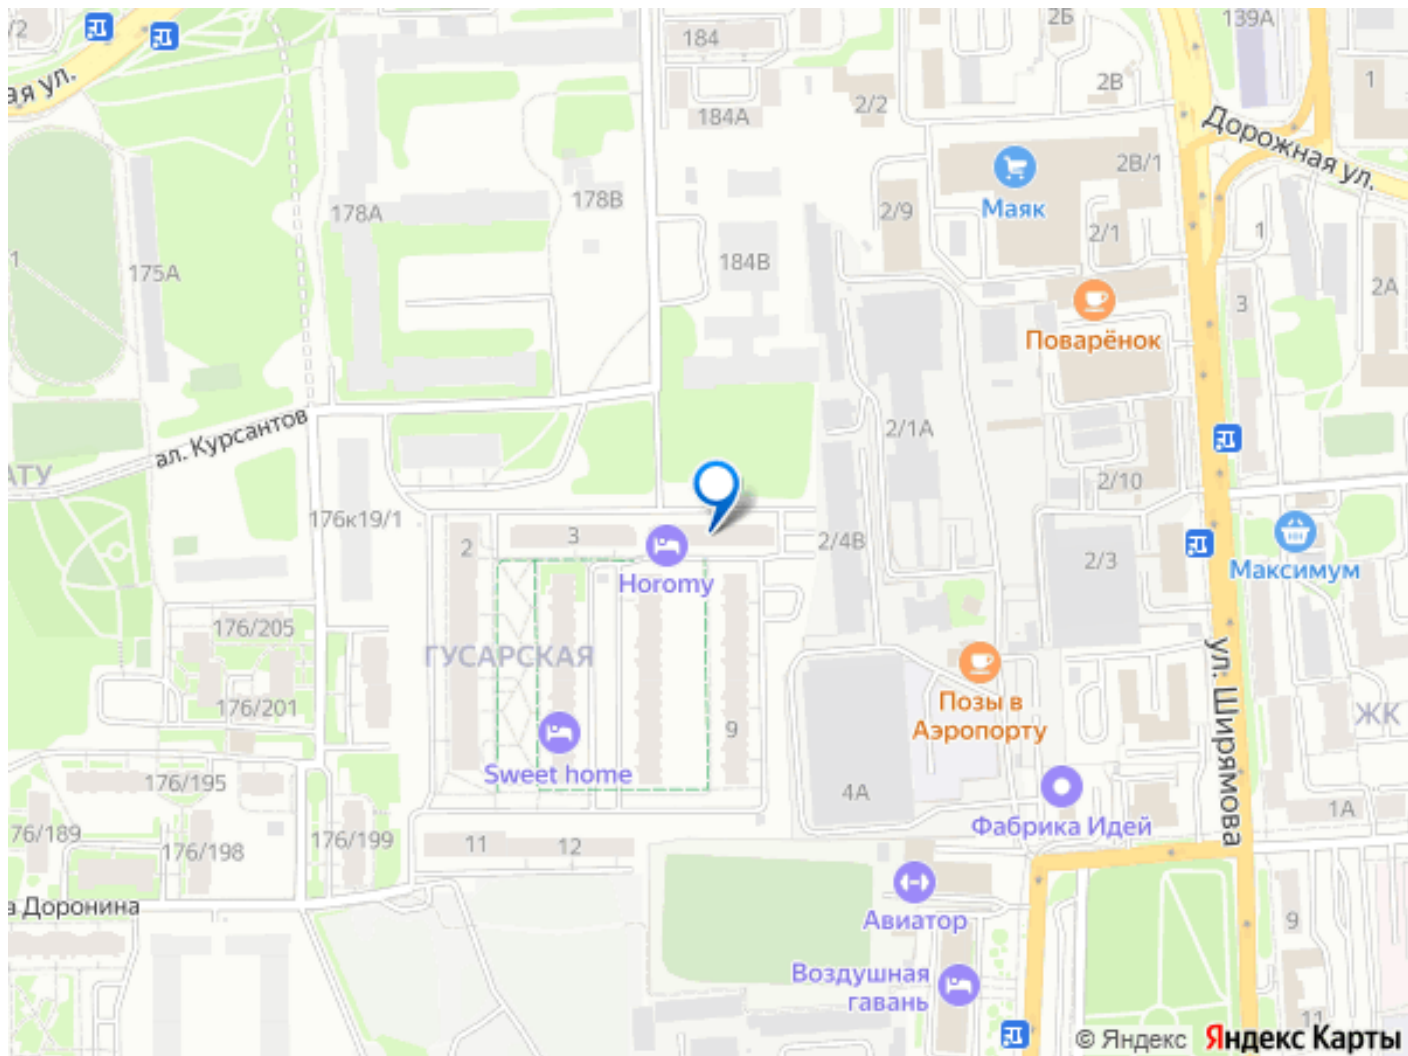 /2
184
2Б
139А
ая ул.
2В
1
2/2
184А
Дорожная ул.
2В/1
178В
178А
2/9
Маяк
2/1
1
1
175А
184В
2А
3
Поварёнок
ал. Курсантов
2/1А
АТУ
2/10
176к19/1
3
2
2/4В
2/3
Horomy
Максимум
176/205
ГУСАРСКАЯ
ул. Ширямова
176/201
Позы в
Аэропорту
ЖК
9
Sweet home
176/195
4А
1А
76/189
176/198
176/199
11
12
Фабрика Идей
а Доронина
Авиатор
9
Воздушная
гавань
11
© Яндекс Яндекс Карты